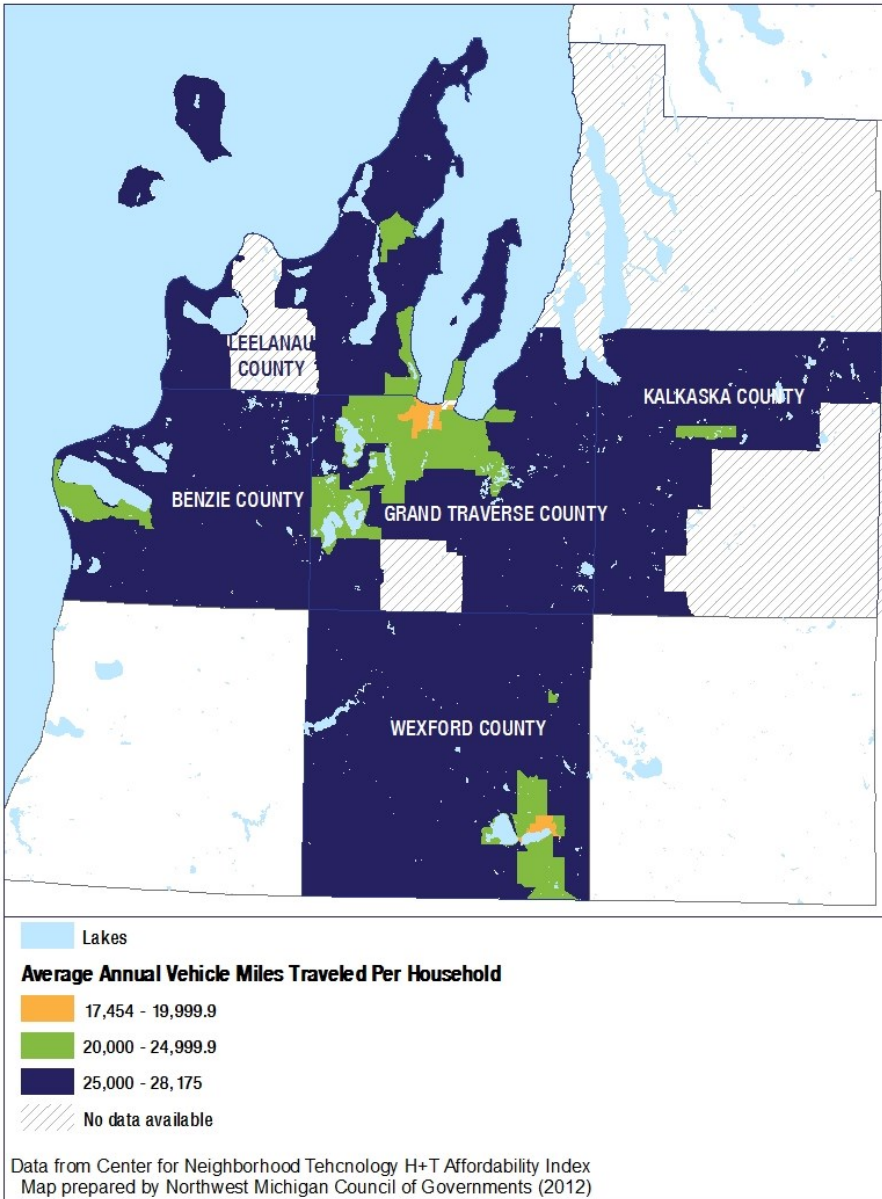 LEELANAU
COUNTY
KALKASKA COUNTY
BENZIE COUNTY
GRAND TRAVERSE COUNTY
WEXFORD COUNTY
Lakes
Average Annual Vehicle Miles Traveled Per Household
17,454 - 19,999.9
20,000 - 24,999.9
25,000 - 28,175
No data available
Data from Center for Neighborhood Tehcnology H+T Affordability Index
Map prepared by Northwest Michigan Council of Governments (2012)